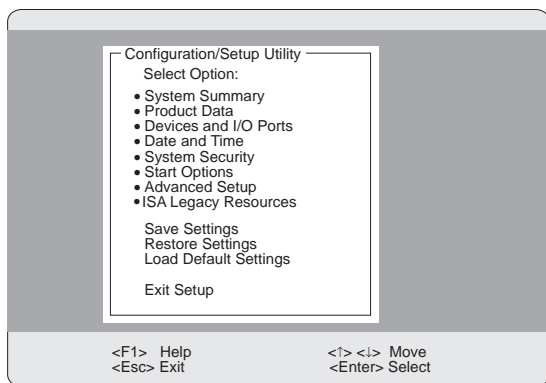 Configuration/Setup Utility
Select Option:
• System Summary
• Product Data
• Devices and I/O Ports
• Date and Time
• System Security
• Start Options
• Advanced Setup
• ISA Legacy Resources
Save Settings
Restore Settings
Load Default Settings
Exit Setup
<F1> Help <↑> <↓> Move
<Esc> Exit <Enter> Select